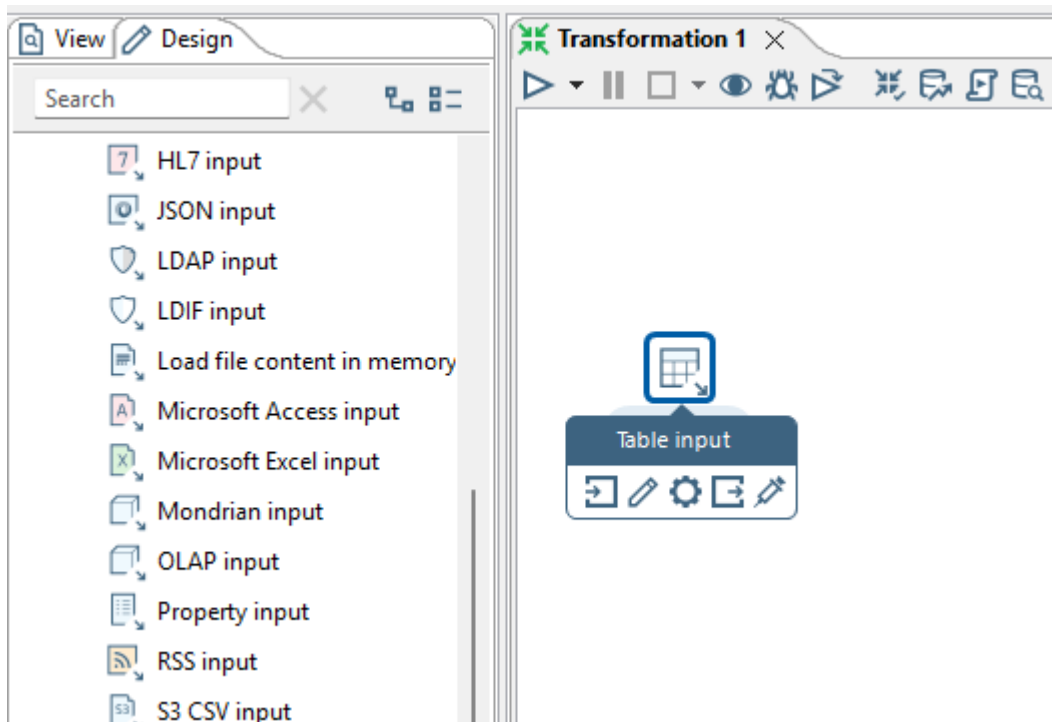 View
Design
Search
HL7 input
JSON input
LDAP input
LDIF input
Load file content in memory
Microsoft Access input
Microsoft Excel input
Mondrian input
OLAP input
Property input
RSS input
S3 CSV input
Transformation 1
Table input